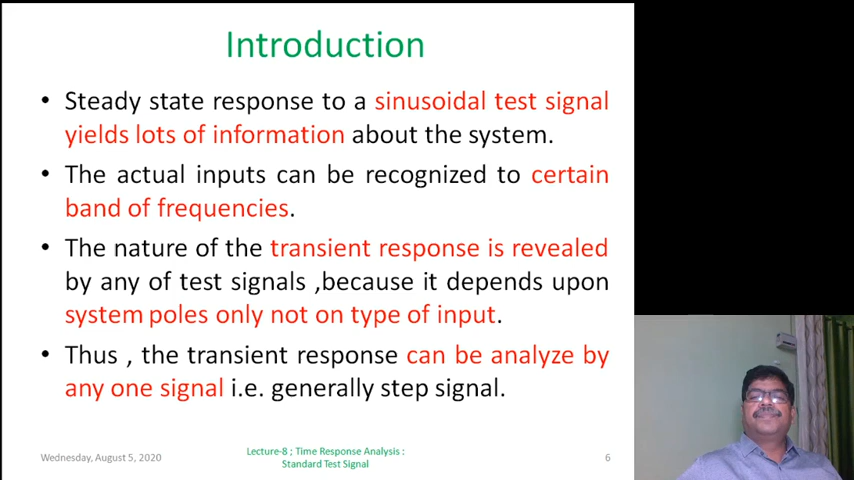 Introduction
• Steady state response to a sinusoidal test signal
yields lots of information about the system.
• The actual inputs can be recognized to certain
band of frequencies.
• The nature of the transient response is revealed
by any of test signals ,because it depends upon
system poles only not on type of input.
• Thus , the transient response can be analyze by
any one signal i.e. generally step signal.
Wednesday, August 5, 2020
Lecture-8 ; Time Response Analysis :
Standard Test Signal
6